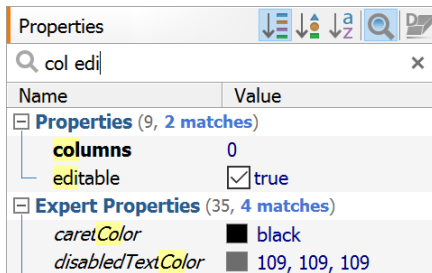 Properties
col edi
Name Value
Properties (9, 2 matches)
columns 0
editable true
Expert Properties (35, 4 matches)
caretColor black
disabledTextColor 109, 109, 109